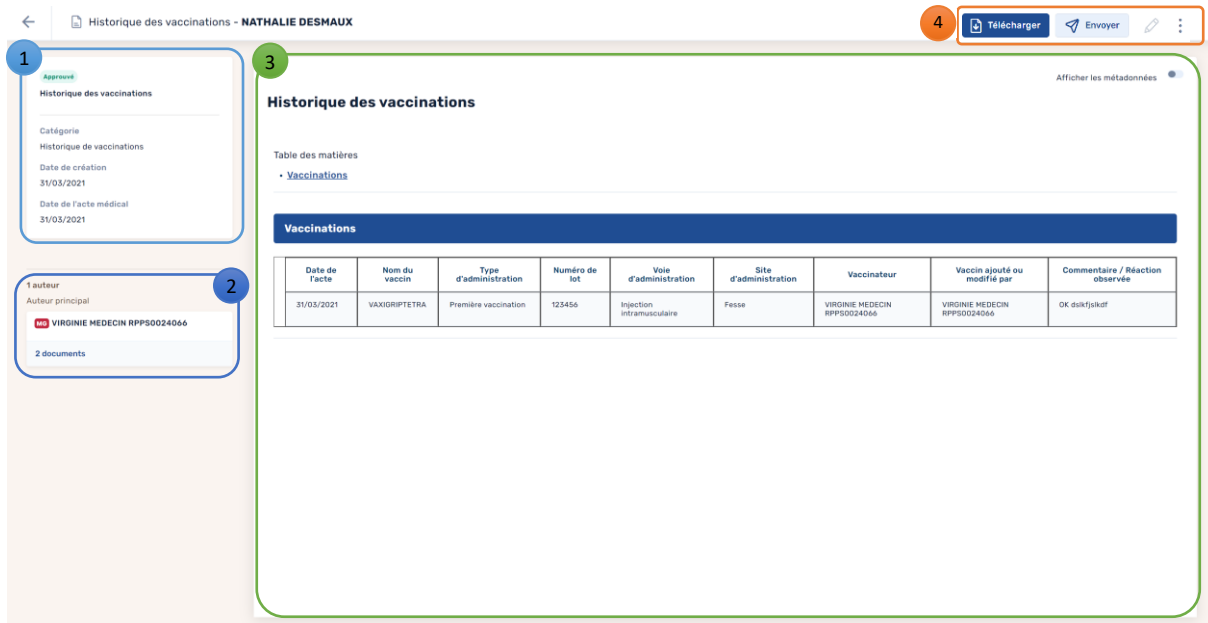 Historique des vaccinations - NATHALIE DESMAUX
4
Télécharger
Envoyer
1
Approuvé
Historique des vaccinations
Catégorie
Historique de vaccinations
Date de création
31/03/2021
Date de l'acte médical
31/03/2021
2
1 auteur
Auteur principal
MG VIRGINIE MEDECIN RPPS0024066
2 documents
3
Afficher les métadonnées
Historique des vaccinations
Table des matières
• Vaccinations
Vaccinations
Date de
l'acte
Nom du
vaccin
Type
d'administration
Numéro de
lot
Voie
d'administration
Site
d'administration
Vaccinateur
Vaccin ajouté ou
modifié par
Commentaire / Réaction
observée
31/03/2021
VAXIGRIPTETRA
Première vaccination
123456
Injection
intramusculaire
Fesse
VIRGINIE MEDECIN
RPPS0024066
VIRGINIE MEDECIN
RPPS0024066
OK dslkfjslkdf